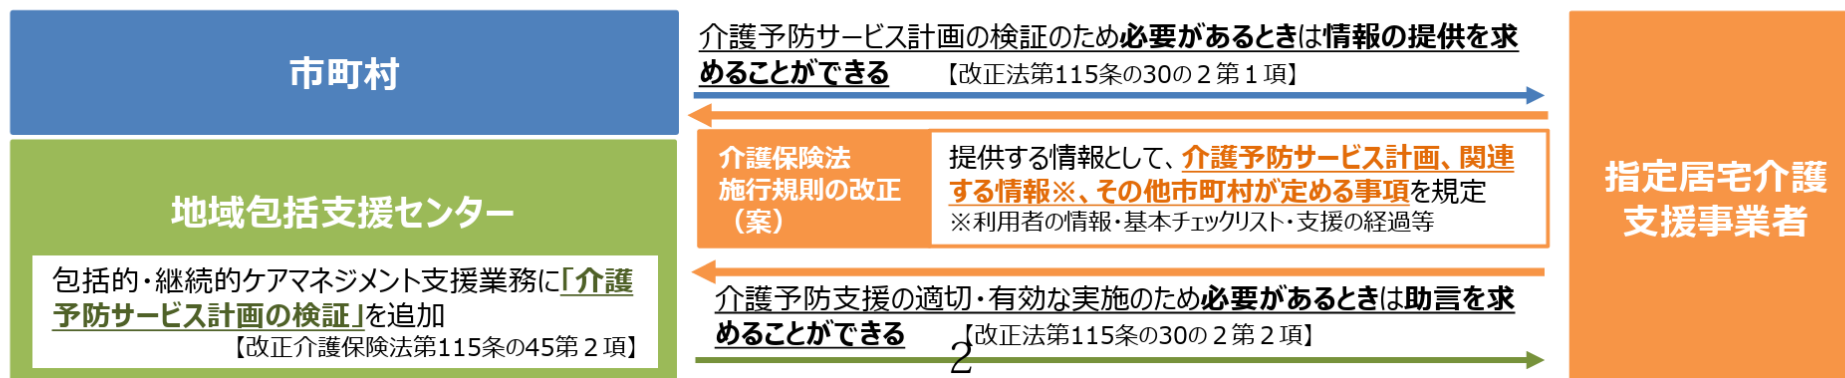 市町村
地域包括支援センター
包括的・継続的ケアマネジメント支援業務に「介護
予防サービス計画の検証」を追加
【改正介護保険法第115条の45第２項】
介護予防サービス計画の検証のため必要があるときは情報の提供を求
めることができる　【改正法第115条の30の２第１項】
介護保険法
施行規則の改正
（案）
提供する情報として、介護予防サービス計画、関連
する情報※、その他市町村が定める事項を規定
※利用者の情報・基本チェックリスト・支援の経過等
介護予防支援の適切・有効な実施のため必要があるときは助言を求
めることができる　【改正法第115条の30の２第２項】
2
指定居宅介護
支援事業者